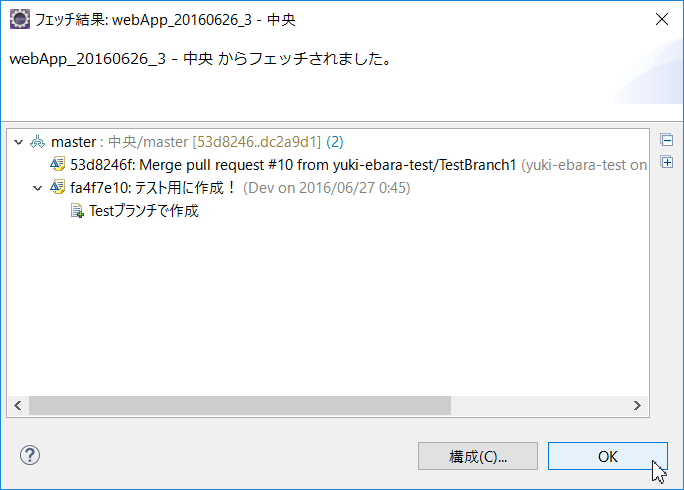 フェッチ結果: webApp_20160626_3 - 中央
webApp_20160626_3 - 中央 からフェッチされました。
master : 中央/master [53d8246..dc2a9d1] (2)
53d8246f: Merge pull request #10 from yuki-ebara-test/TestBranch1 (yuki-ebara-test on
fa4f7e10: テスト用に作成！ (Dev on 2016/06/27 0:45)
Testブランチで作成
構成(C)...
OK